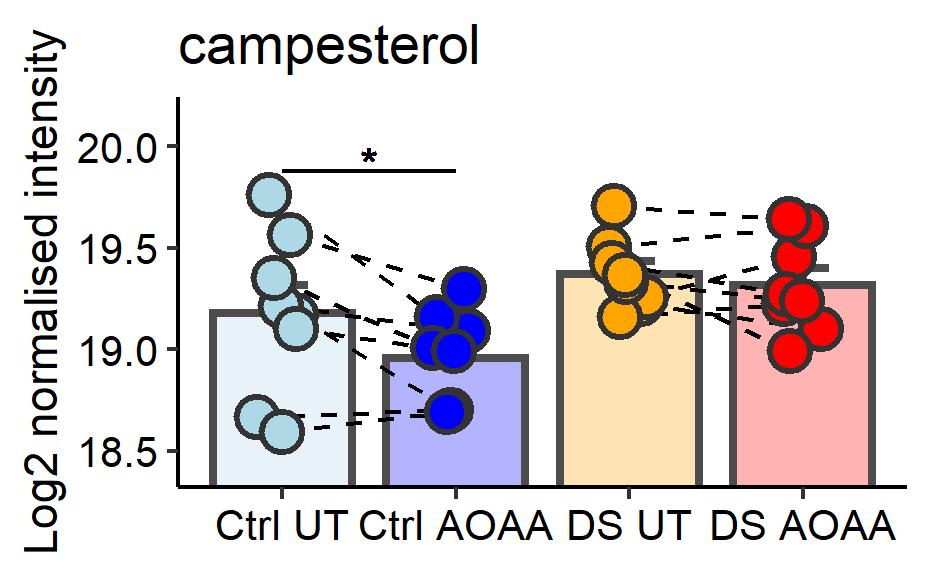 campesterol
Log2 normalised intensity
20.0
19.5
19.0
18.5
*
Ctrl UT Ctrl AOAA DS UT DS AOAA